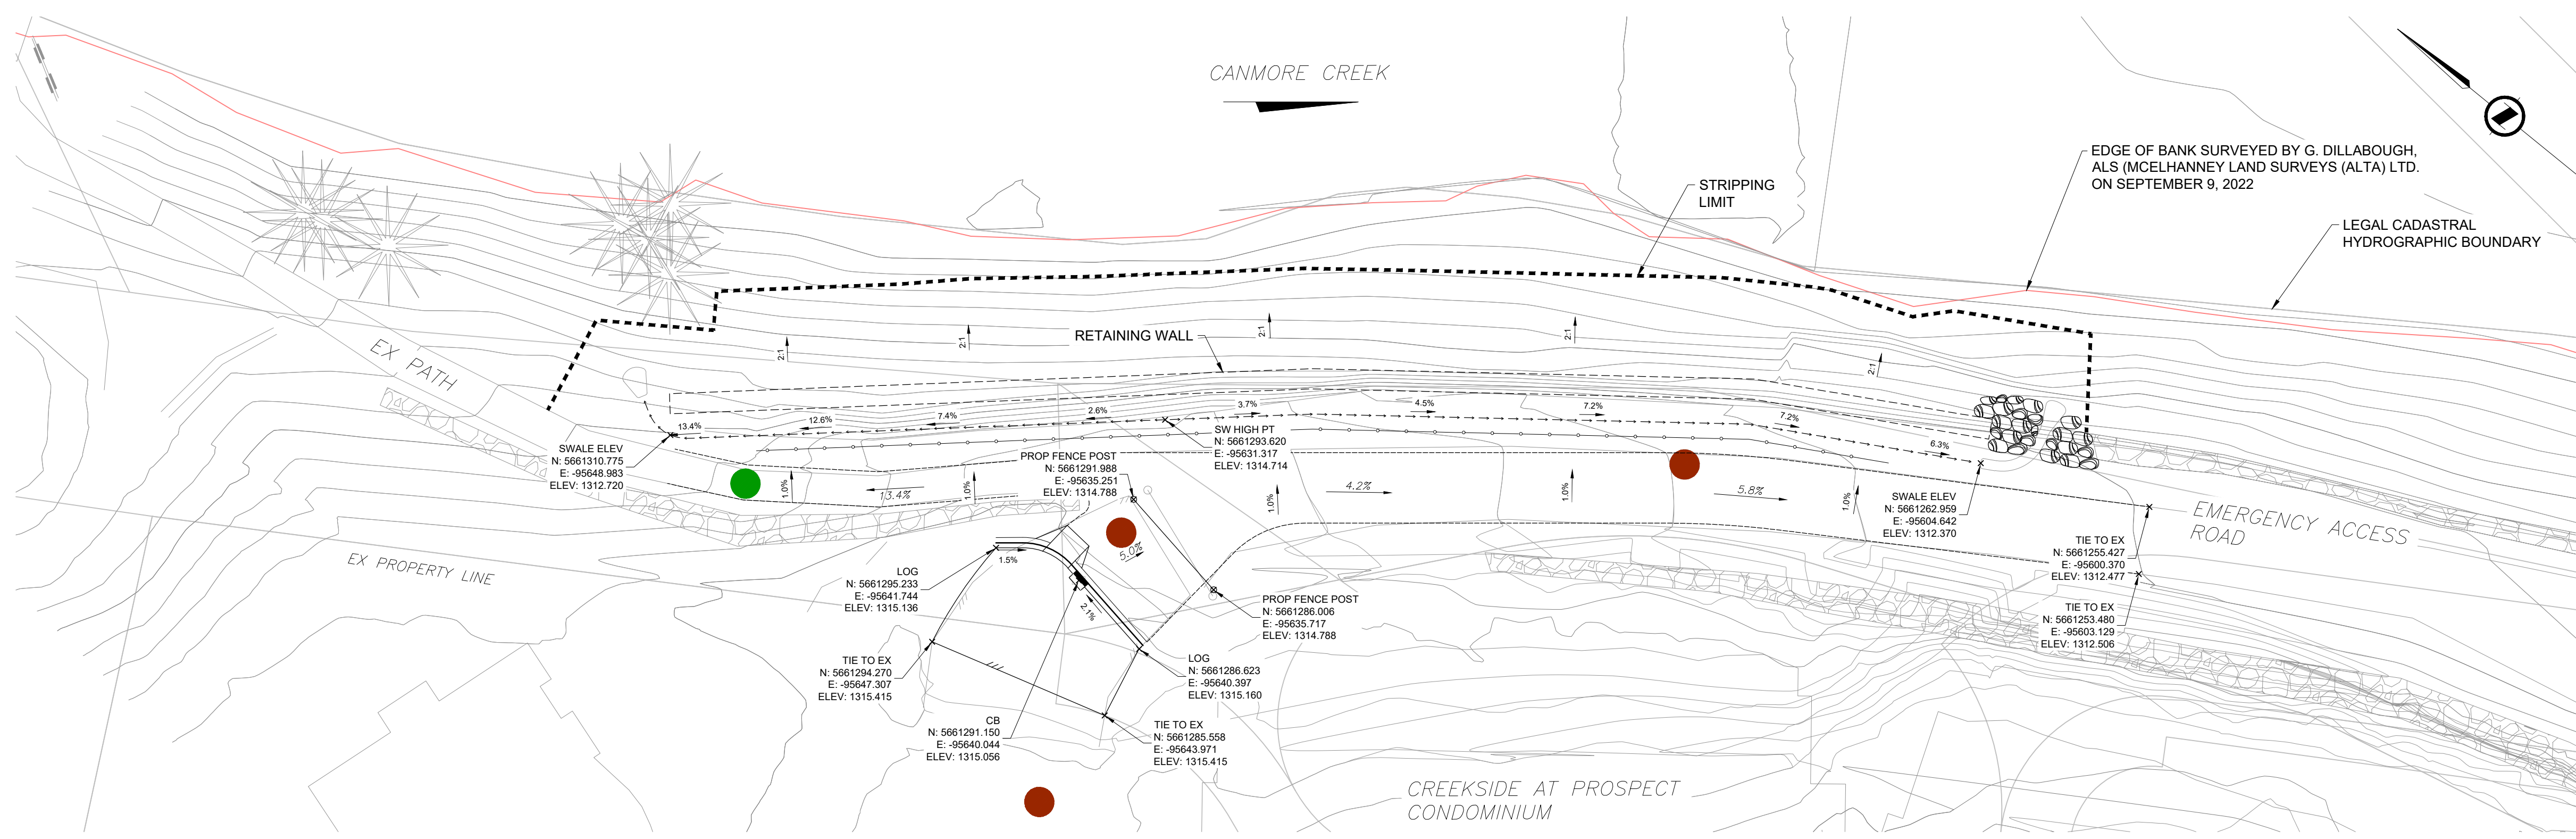 CANMORE CREEK
EDGE OF BANK SURVEYED BY G. DILLABOUGH,
ALS (MCELHANNEY LAND SURVEYS (ALTA) LTD.
ON SEPTEMBER 9, 2022
STRIPPING
LIMIT
LEGAL CADASTRAL
HYDROGRAPHIC BOUNDARY
RETAINING WALL
2:1
2:1
2:1
2:1
2:1
EX PATH
13.4%
12.6%
7.4%
2.6%
3.7%
4.5%
7.2%
7.2%
6.3%
SWALE ELEV
N: 5661310.775
E: -95648.983
ELEV: 1312.720
SW HIGH PT
N: 5661293.620
E: -95631.317
ELEV: 1314.714
PROP FENCE POST
N: 5661291.988
E: -95635.251
ELEV: 1314.788
1.0%
13.4%
1.0%
1.0%
4.2%
1.0%
5.8%
1.0%
SWALE ELEV
N: 5661262.959
E: -95604.642
ELEV: 1312.370
EMERGENCY ACCESS
ROAD
TIE TO EX
N: 5661255.427
E: -95600.370
ELEV: 1312.477
EX PROPERTY LINE
5.0%
1.5%
2.1%
LOG
N: 5661295.233
E: -95641.744
ELEV: 1315.136
PROP FENCE POST
N: 5661286.006
E: -95635.717
ELEV: 1314.788
TIE TO EX
N: 5661253.480
E: -95603.129
ELEV: 1312.506
TIE TO EX
N: 5661294.270
E: -95647.307
ELEV: 1315.415
LOG
N: 5661286.623
E: -95640.397
ELEV: 1315.160
CB
N: 5661291.150
E: -95640.044
ELEV: 1315.056
TIE TO EX
N: 5661285.558
E: -95643.971
ELEV: 1315.415
CREEKSIDE AT PROSPECT
CONDOMINIUM